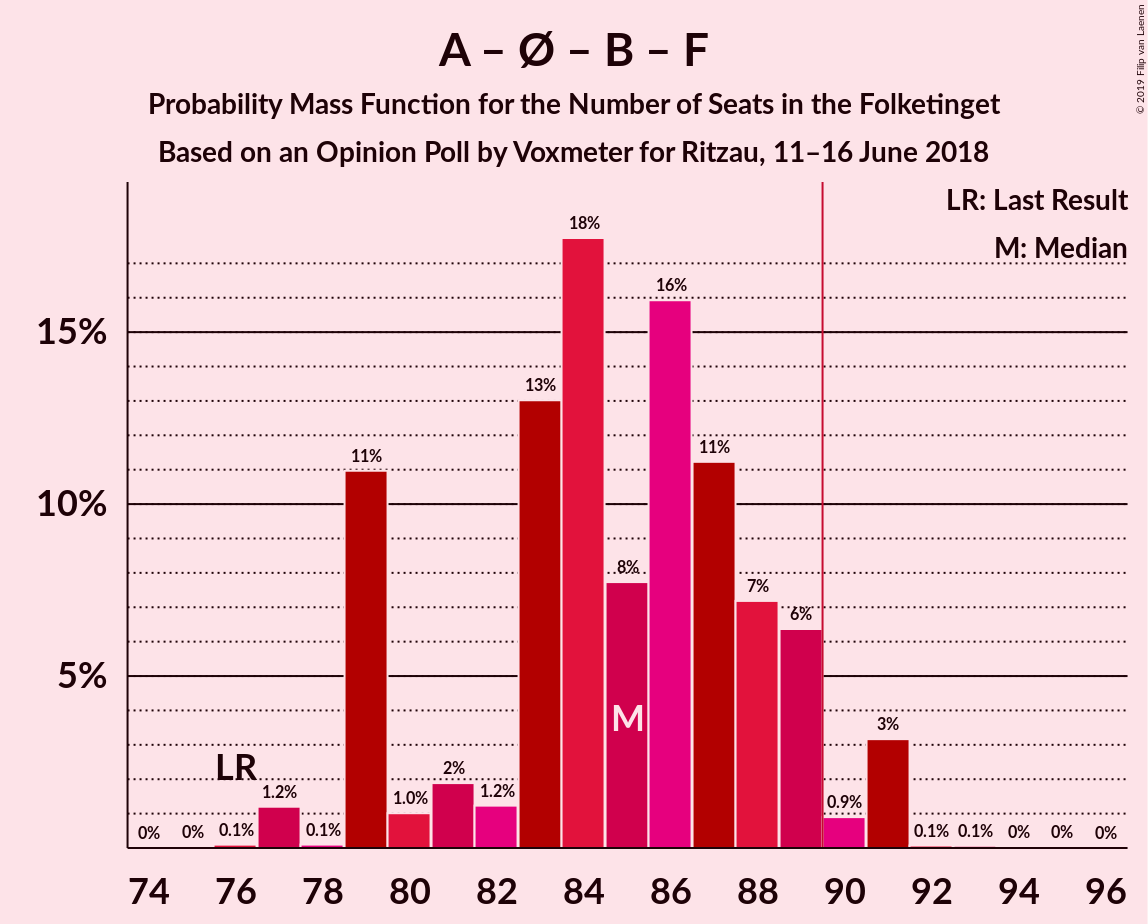 A – Ø – B – F
Probability Mass Function for the Number of Seats in the Folketinget
Based on an Opinion Poll by Voxmeter for Ritzau, 11–16 June 2018
© 2019 Filip van Laenen
LR: Last Result
M: Median
18%
16%
15%
13%
11%
11%
10%
8%
7%
6%
5%
M
3%
LR
2%
1.2%
1.2%
1.0%
0.9%
0% 0% 0.1% 0.1% 0.1% 0.1% 0% 0% 0%
74 76 78 80 82 84 86 88 90 92 94 96